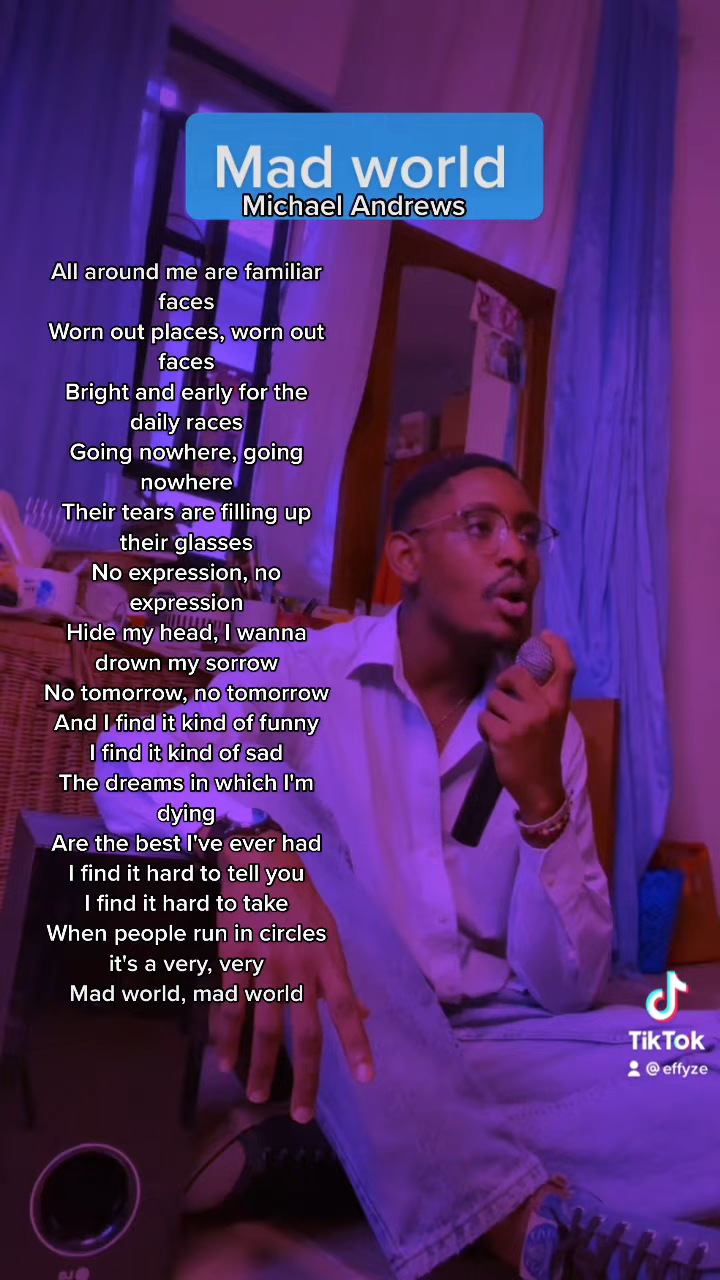 Mad world
Michael Andrews
All around me are familiar
faces
Worn out places, worn out
faces
Bright and early for the
daily races
Going nowhere, going
nowhere
Their tears are filling up
their glasses
No expression, no
expression
Hide my head, I wanna
drown my sorrow
No tomorrow, no tomorrow
And I find it kind of funny
I find it kind of sad
The dreams in which I'm
dying
Are the best I've ever had
I find it hard to tell you
I find it hard to take
When people run in circles
it's a very, very
Mad world, mad world
TikTok
@effyze